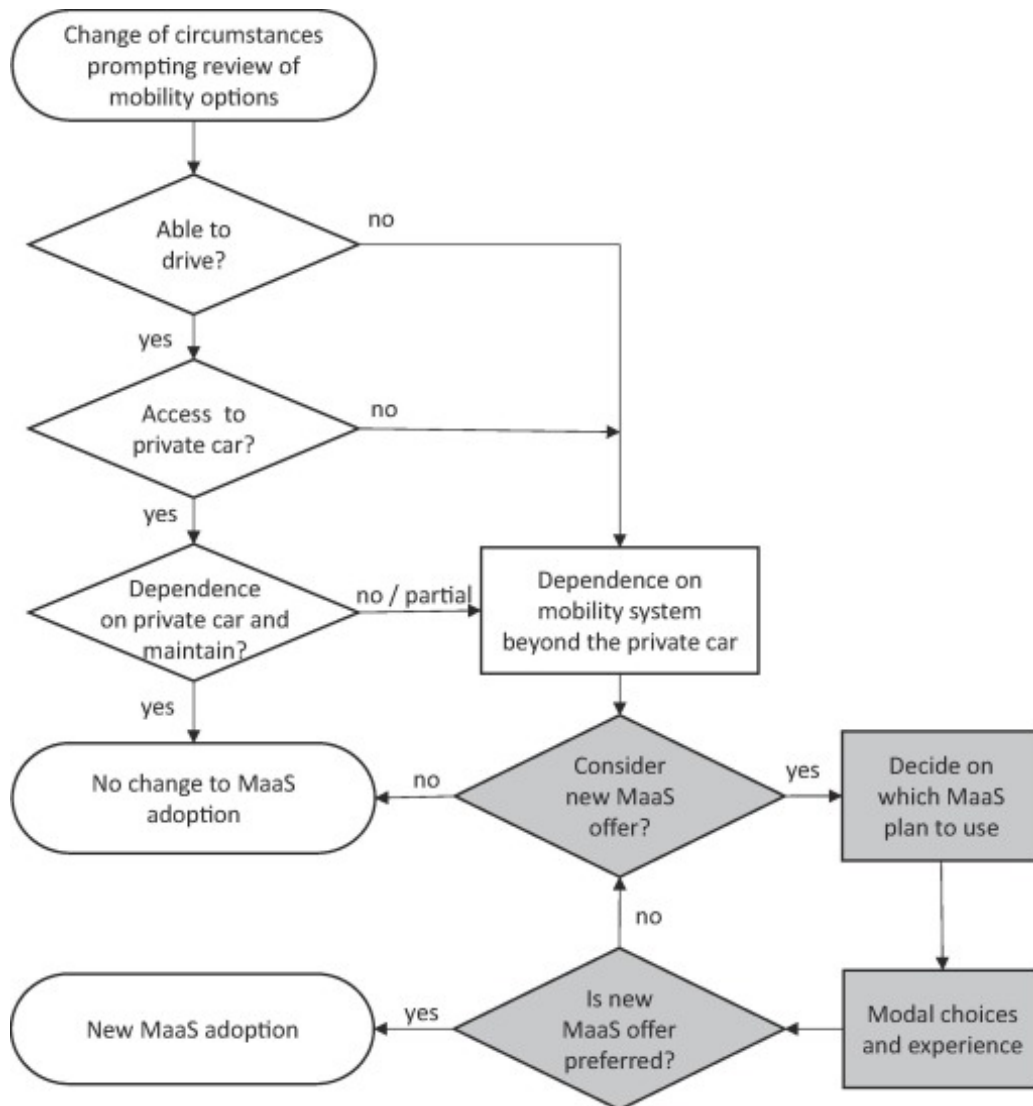 Change of circumstances
prompting review of
mobility options
Able to
drive?
no
yes
Access to
private car?
no
yes
Dependence
on private car and
maintain?
no / partial
Dependence on
mobility system
beyond the private car
yes
No change to MaaS
adoption
no
Consider
new MaaS
offer?
yes
Decide on
which MaaS
plan to use
no
New MaaS adoption
yes
Is new
MaaS offer
preferred?
Modal choices
and experience